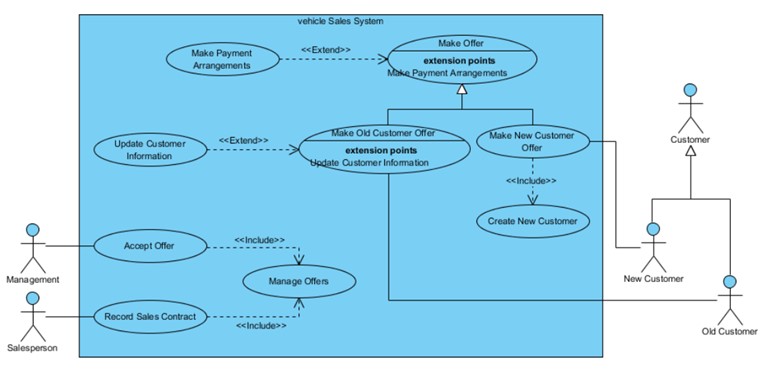 vehicle Sales System
Make Payment
Arrangements
<<Extend>>
Make Offer
extension points
Make Payment Arrangements
Customer
Update Customer
Information
<<Extend>>
Make Old Customer Offer
extension points
Update Customer Information
Make New Customer
Offer
<<Include>>
Create New Customer
Management
Accept Offer
<<Include>>
Manage Offers
New Customer
Salesperson
Record Sales Contract
<<Include>>
Old Customer